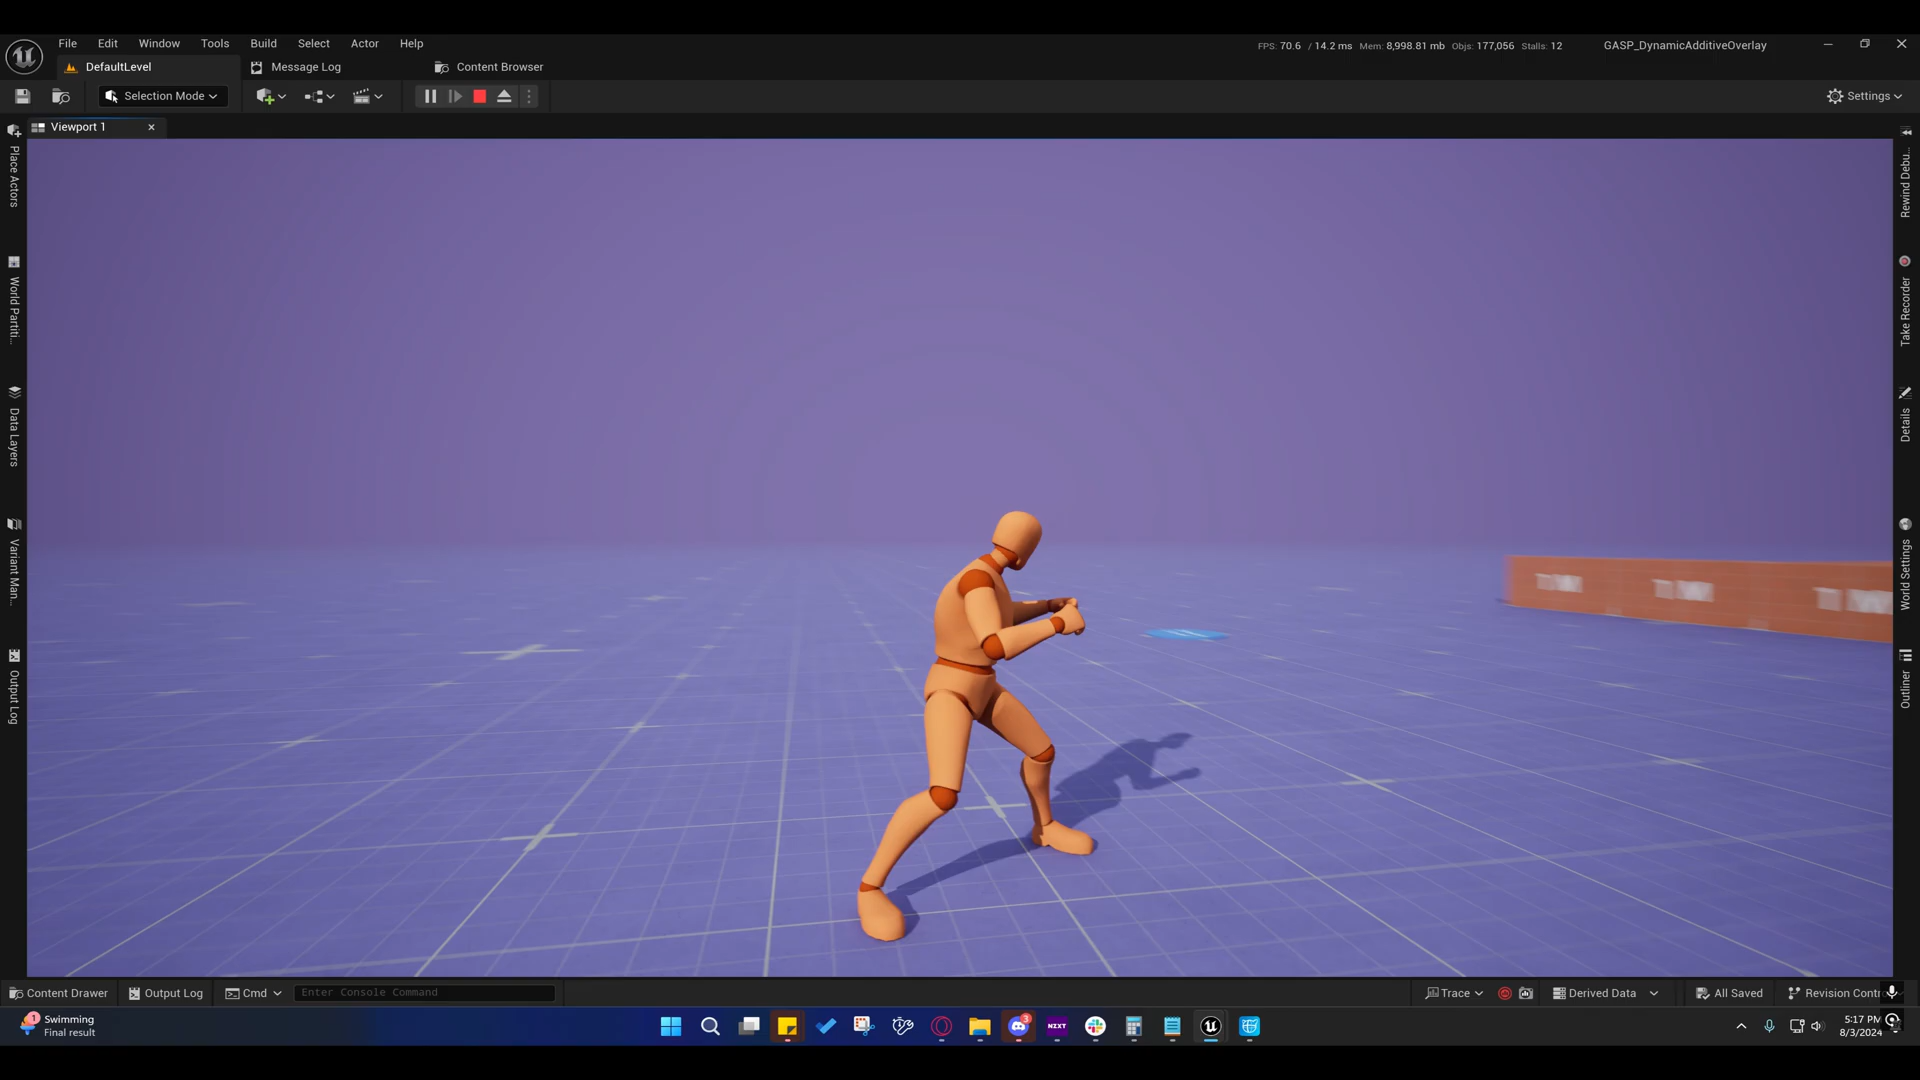 File Edit Window Tools Build Select Actor Help
FPS: 70.6 / 14.2 ms Mem: 8,998.81 mb Objs: 177,056 Stalls: 12
GASP_DynamicAdditiveOverlay
DefaultLevel
Message Log
Content Browser
Selection Mode
Settings
Viewport 1
Place Actors
World Partiti...
Data Layers
Variant Man...
Output Log
Rewind Debu...
Take Recorder
Details
World Settings
Outliner
Content Drawer
Output Log
Cmd
Enter Console Command
Trace
Derived Data
All Saved
Revision Contr
1
Swimming
Final result
3
NZXT
5:17 PM
8/3/2024